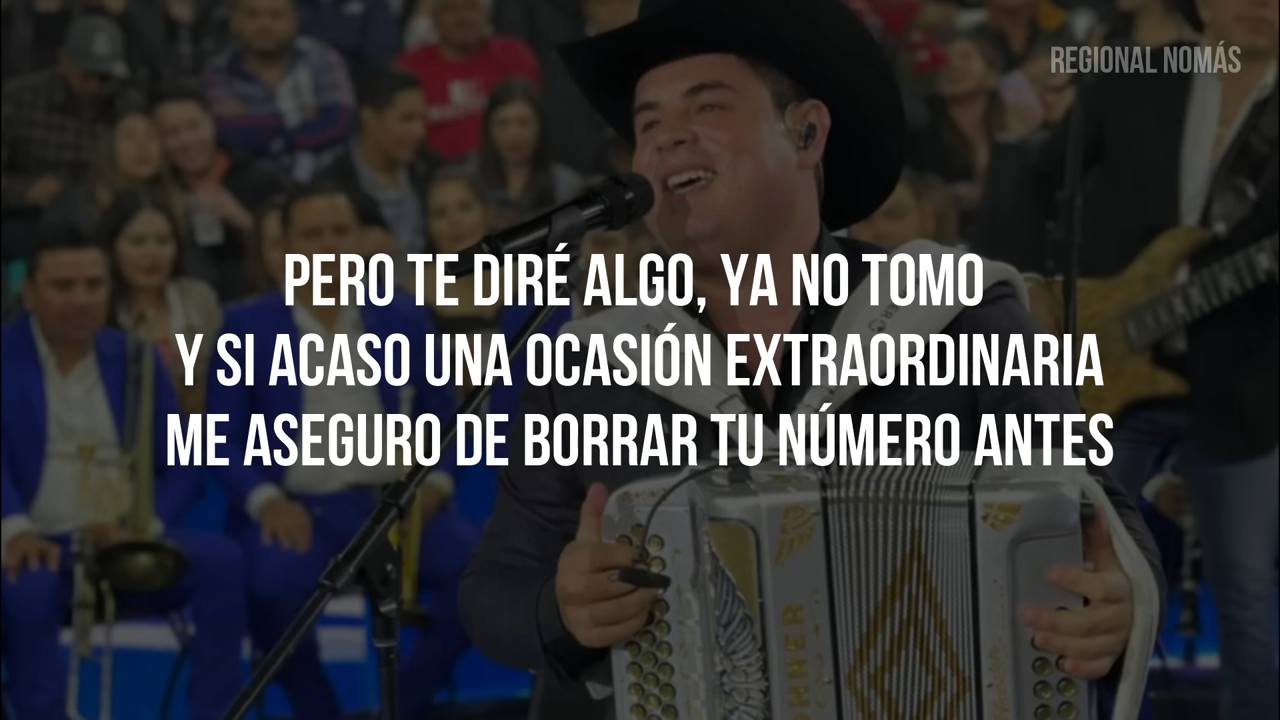 REGIONAL NOMÁS
PERO TE DIRÉ ALGO, YA NO TOMO
Y SI ACASO UNA OCASIÓN EXTRAORDINARIA
ME ASEGURO DE BORRAR TU NÚMERO ANTES